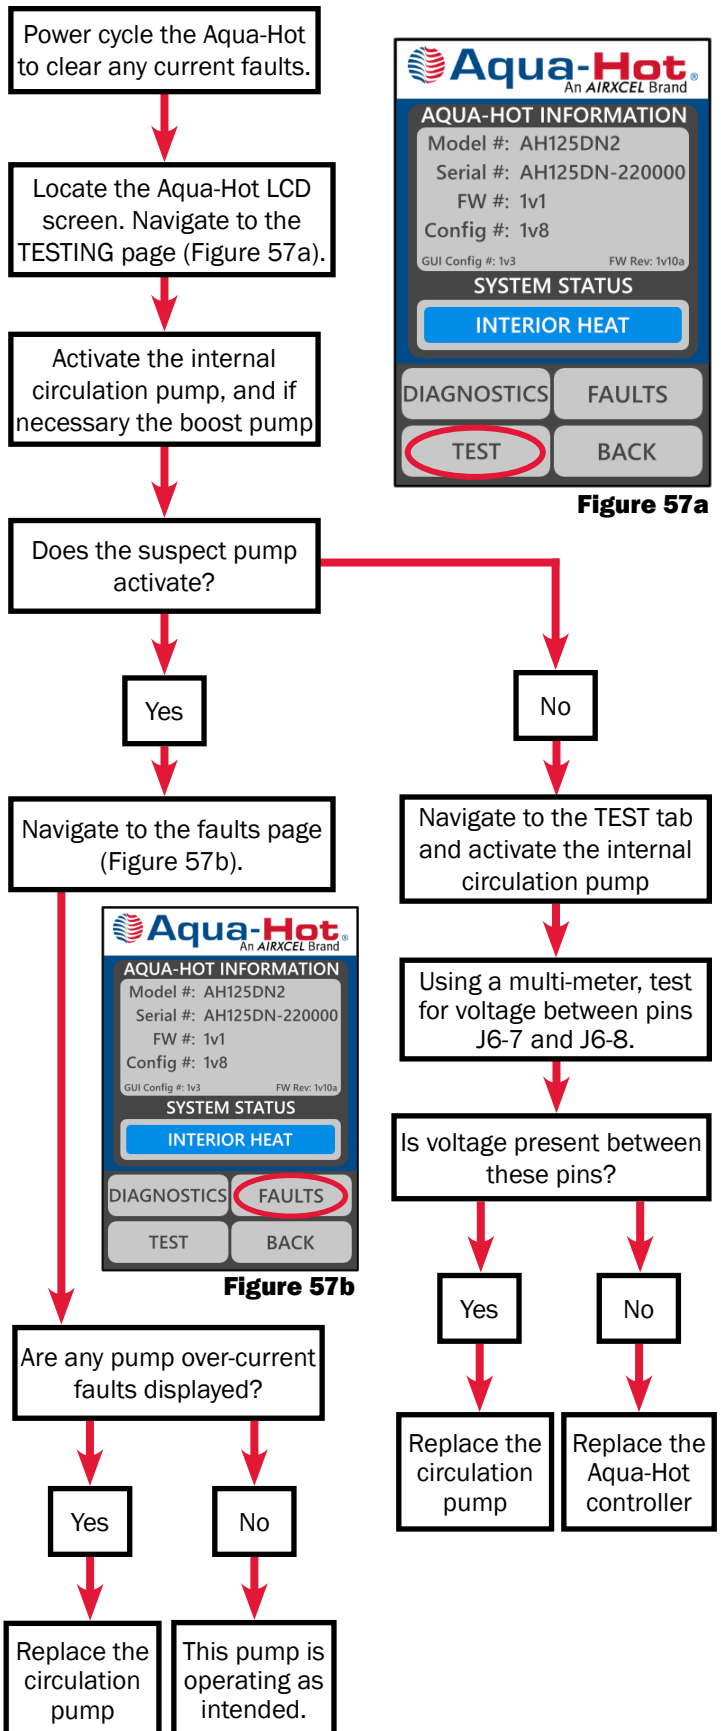 Power cycle the Aqua-Hot
to clear any current faults.
Locate the Aqua-Hot LCD
screen. Navigate to the
TESTING page (Figure 57a).
Activate the internal
circulation pump, and if
necessary the boost pump
Does the suspect pump
activate?
Aqua-Hot®
An AIRXCEL Brand
AQUA-HOT INFORMATION
Model #: AH125DN2
Serial #: AH125DN-220000
FW #: 1v1
Config #: 1v8
GUI Config #: 1v3 FW Rev: 1v10a
SYSTEM STATUS
INTERIOR HEAT
DIAGNOSTICS FAULTS
TEST BACK
Figure 57a
Yes
Navigate to the faults page
(Figure 57b).
Aqua-Hot®
An AIRXCEL Brand
AQUA-HOT INFORMATION
Model #: AH125DN2
Serial #: AH125DN-220000
FW #: 1v1
Config #: 1v8
GUI Config #: 1v3 FW Rev: 1v10a
SYSTEM STATUS
INTERIOR HEAT
DIAGNOSTICS FAULTS
TEST BACK
Figure 57b
Are any pump over-current
faults displayed?
Yes
No
Replace the
circulation
pump
This pump is
operating as
intended.
No
Navigate to the TEST tab
and activate the internal
circulation pump
Using a multi-meter, test
for voltage between pins
J6-7 and J6-8.
Is voltage present between
these pins?
Yes
No
Replace the
circulation
pump
Replace the
Aqua-Hot
controller